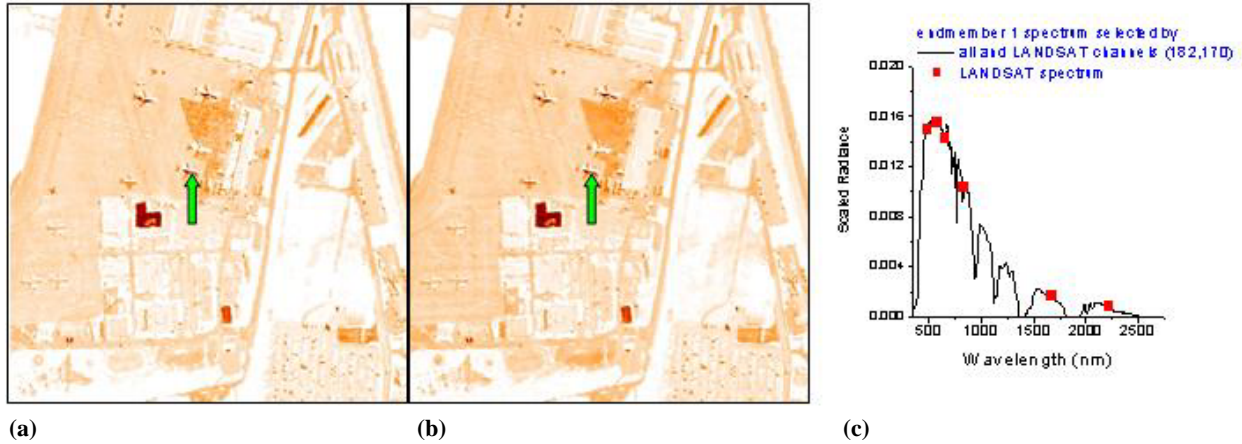 endmember 1 spectrum selected by
all and LANDSAT channels (182,170)
LANDSAT spectrum
0.020
0.016
0.012
0.008
0.004
0.000
Scaled Radiance
500 1000 1500 2000 2500
Wavelength (nm)
(a) (b) (c)